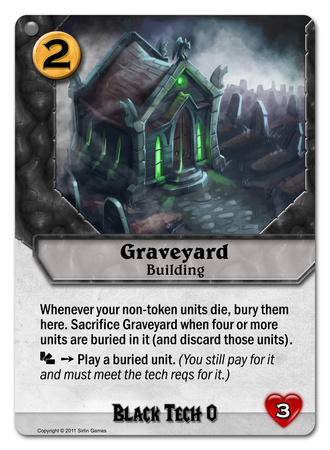 2
Graveyard
Building
Whenever your non-token units die, bury them
here. Sacrifice Graveyard when four or more
units are buried in it (and discard those units).
→ Play a buried unit. (You still pay for it
and must meet the tech reqs for it.)
Black Tech 0
3
Copyright © 2011 Sirlin Games